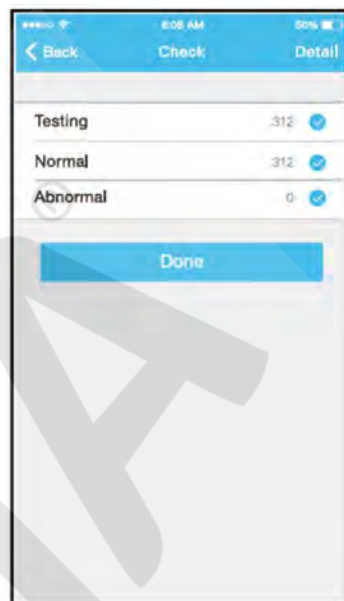 6:08 AM 50%
Back Check Detail
Testing 312
Normal 312
Abnormal 0
Done